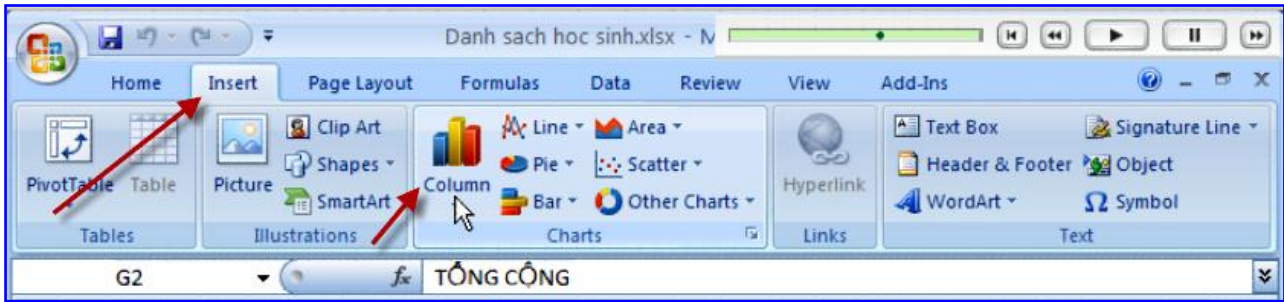 Danh sach hoc sinh.xlsx - M
Home Insert Page Layout Formulas Data Review View Add-Ins
Clip Art Line Area Text Box Signature Line
Shapes Pie Scatter Header & Footer Object
PivotTable Table Picture SmartArt Column Bar Other Charts Hyperlink WordArt Symbol
Tables Illustrations Charts Links Text
G2 fx TỔNG CỘNG